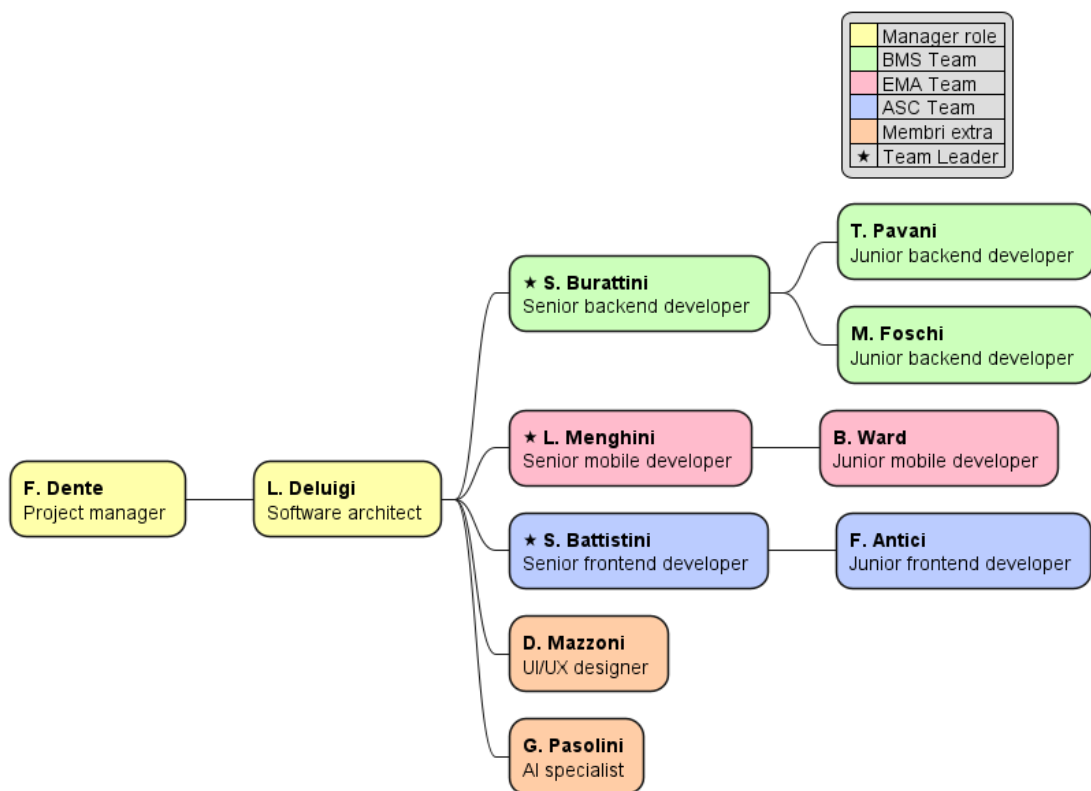 Manager role
BMS Team
EMA Team
ASC Team
Membri extra
★ Team Leader
F. Dente
Project manager
L. Deluigi
Software architect
★ S. Burattini
Senior backend developer
T. Pavani
Junior backend developer
M. Foschi
Junior backend developer
★ L. Menghini
Senior mobile developer
B. Ward
Junior mobile developer
★ S. Battistini
Senior frontend developer
F. Antici
Junior frontend developer
D. Mazzoni
UI/UX designer
G. Pasolini
AI specialist